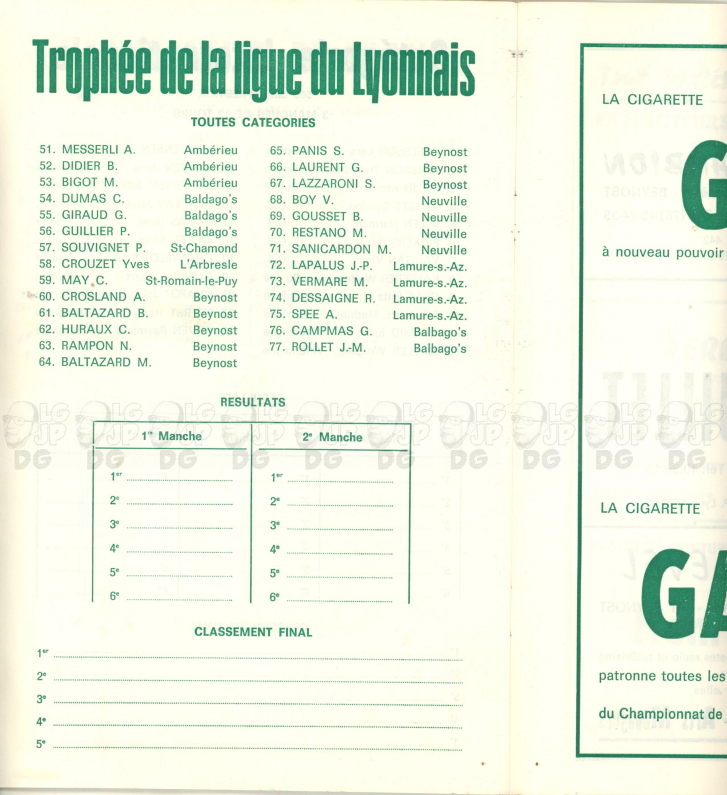 Trophée de la ligue du Lyonnais
TOUTES CATEGORIES
51. MESSERLI A. Ambérieu
52. DIDIER B. Ambérieu
53. BIGOT M. Ambérieu
54. DUMAS C. Baldago's
55. GIRAUD G. Baldago's
56. GUILLIER P. Baldago's
57. SOUVIGNET P. St-Chamond
58. CROUZET Yves L'Arbresle
59. MAY C. St-Romain-le-Puy
60. CROSLAND A. Beynost
61. BALTAZARD B. Beynost
62. HURAUX C. Beynost
63. RAMPON N. Beynost
64. BALTAZARD M. Beynost
65. PANIS S. Beynost
66. LAURENT G. Beynost
67. LAZZARONI S. Beynost
68. BOY V. Neuville
69. GOUSSET B. Neuville
70. RESTANO M. Neuville
71. SANICARDON M. Neuville
72. LAPALUS J.-P. Lamure-s.-Az.
73. VERMARE M. Lamure-s.-Az.
74. DESSAIGNE R. Lamure-s.-Az.
75. SPEE A. Lamure-s.-Az.
76. CAMPMAS G. Balbago's
77. ROLLET J.-M. Balbago's
RESULTATS
1re Manche
1er
2e
3e
4e
5e
6e
2e Manche
1er
2e
3e
4e
5e
6e
CLASSEMENT FINAL
1er
2e
3e
4e
5e
LA CIGARETTE
G
à nouveau pouvoir
LA CIGARETTE
GA
patronne toutes les
du Championnat de
LG JP DG